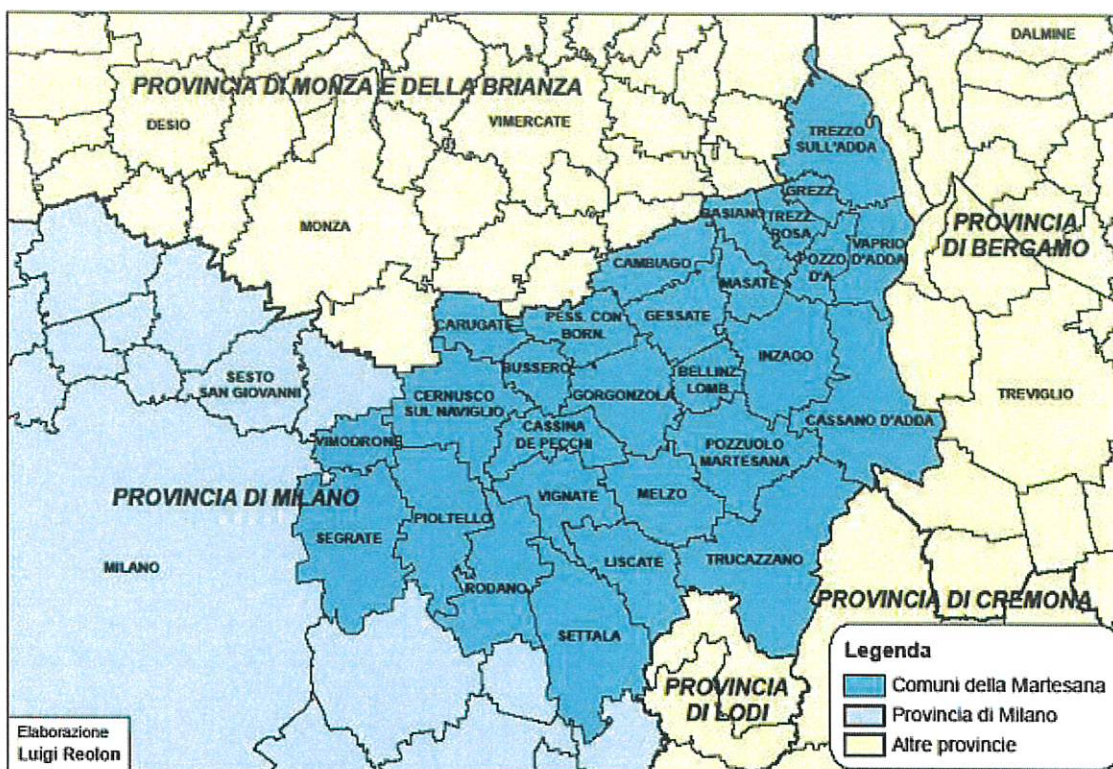 DALMINE
PROVINCIA DI MONZA E DELLA BRIANZA
DESIO
VIMERCATE
TREZZO
SULL'ADDA
GREZZ.
BASIANO
TREZZ.
ROSA
MONZA
PROVINCIA
DI BERGAMO
VAPRIO
D'ADDA
POZZO
D'A.
CAMBIAGO
MASATE
PESS. CON
BORN.
GESSATE
CARUGATE
INZAGO
BUSSERO
BELLINZ.
LOMB.
SESTO
SAN GIOVANNI
CERNUSCO
SUL NAVIGLIO
GORGONZOLA
TREVIGLIO
CASSANO D'ADDA
CASSINA
DE PECCHI
VIMODRONE
POZZUOLO
MARTESANA
PROVINCIA DI MILANO
VIGNATE
MELZO
PIOLTELLO
SEGRATE
MILANO
LISCATE
TRUCAZZANO
RODANO
PROVINCIA DI CREMONA
SETTALA
PROVINCIA
DI LODI
Legenda
Comuni della Martesana
Provincia di Milano
Altre provincie
Elaborazione
Luigi Reolon